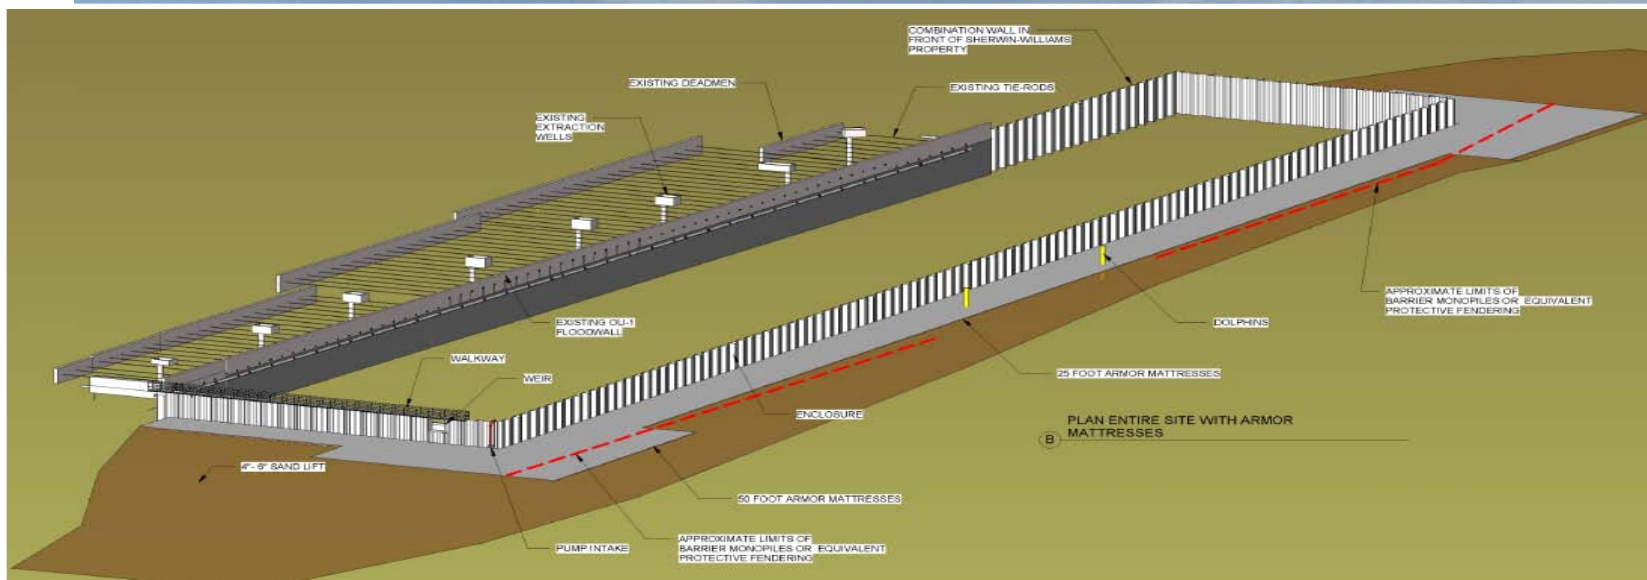 COMBINATION WALL IN
FRONT OF SHERWIN-WILLIAMS
PROPERTY
EXISTING DEADMEN
EXISTING TIE-RODS
EXISTING
EXTRACTION
WELLS
APPROXIMATE LIMITS OF
BARRIER MONOPILES OR EQUIVALENT
PROTECTIVE FENDERING
EXISTING OU-1
FLOODWALL
DOLPHINS
WALKWAY
WEIR
25 FOOT ARMOR MATTRESSES
ENCLOSURE
B
PLAN ENTIRE SITE WITH ARMOR
MATTRESSES
4"- 6" SAND LIFT
50 FOOT ARMOR MATTRESSES
PUMP INTAKE
APPROXIMATE LIMITS OF
BARRIER MONOPILES OR EQUIVALENT
PROTECTIVE FENDERING